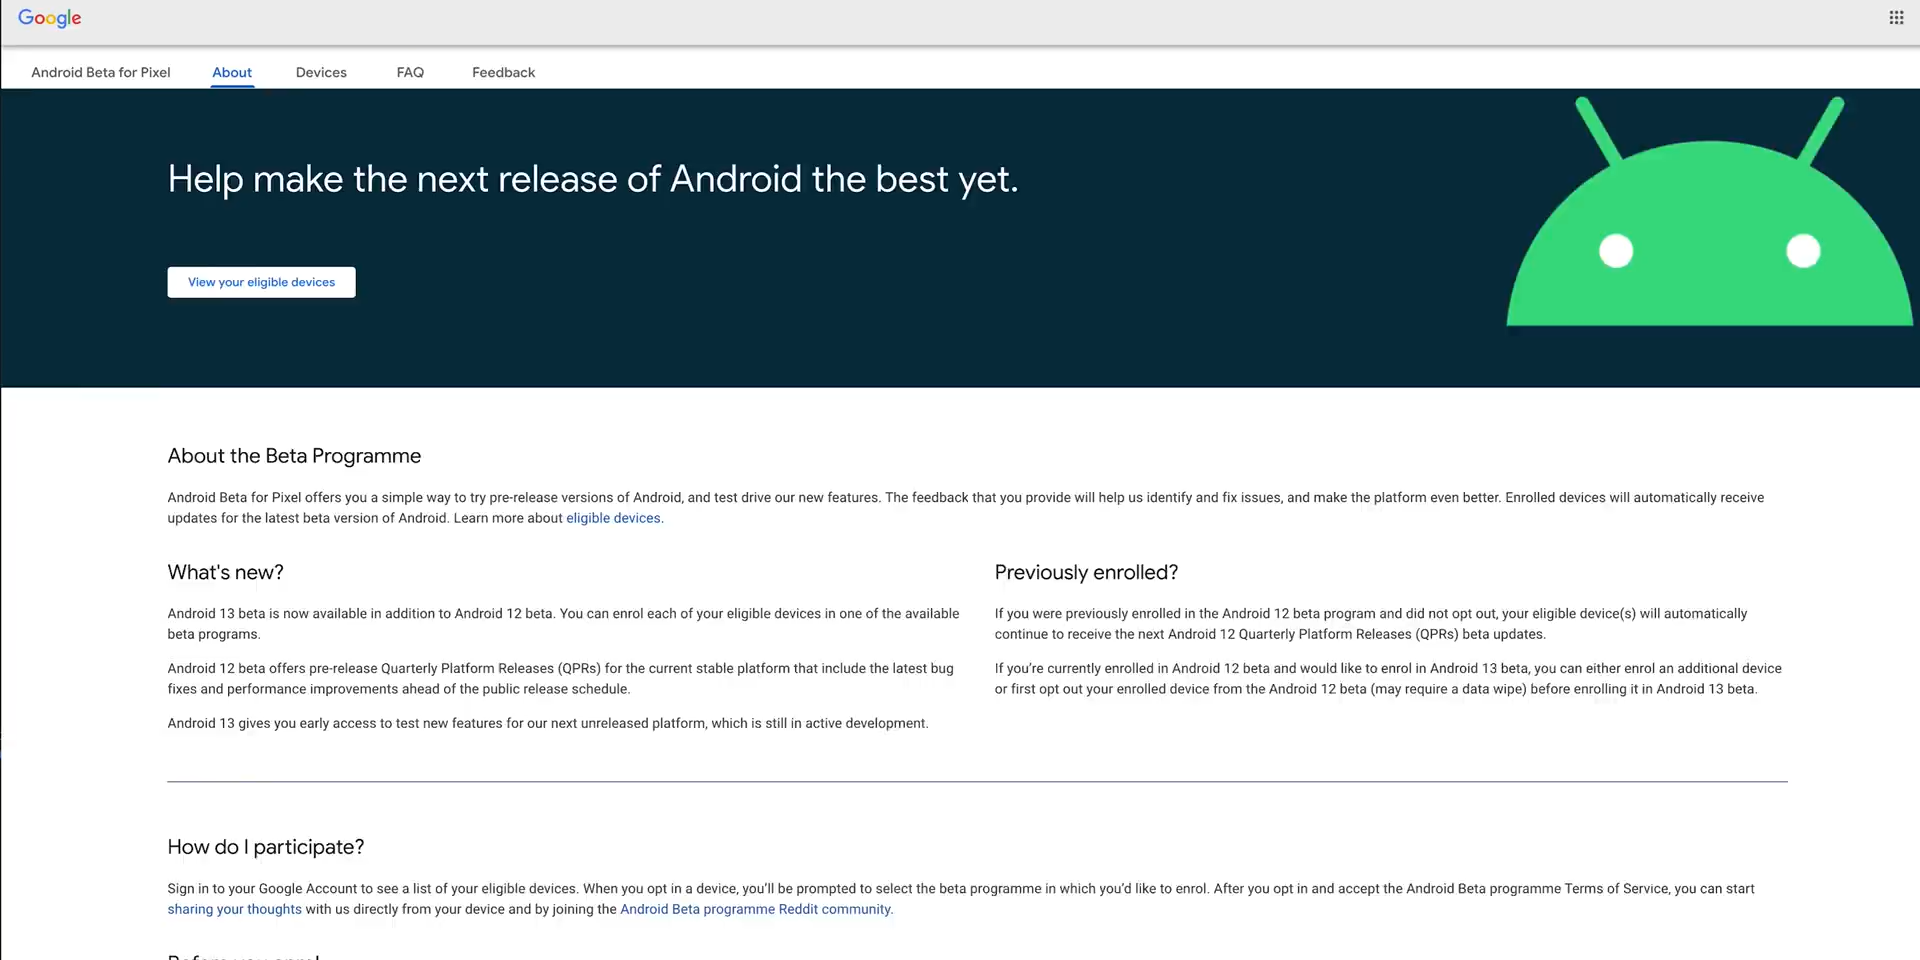 Google
Android Beta for Pixel
About
Devices
FAQ
Feedback
Help make the next release of Android the best yet.
View your eligible devices
About the Beta Programme
Android Beta for Pixel offers you a simple way to try pre-release versions of Android, and test drive our new features. The feedback that you provide will help us identify and fix issues, and make the platform even better. Enrolled devices will automatically receive
updates for the latest beta version of Android. Learn more about eligible devices.
What's new?
Android 13 beta is now available in addition to Android 12 beta. You can enrol each of your eligible devices in one of the available
beta programs.
Android 12 beta offers pre-release Quarterly Platform Releases (QPRs) for the current stable platform that include the latest bug
fixes and performance improvements ahead of the public release schedule.
Android 13 gives you early access to test new features for our next unreleased platform, which is still in active development.
Previously enrolled?
If you were previously enrolled in the Android 12 beta program and did not opt out, your eligible device(s) will automatically
continue to receive the next Android 12 Quarterly Platform Releases (QPRs) beta updates.
If you’re currently enrolled in Android 12 beta and would like to enrol in Android 13 beta, you can either enrol an additional device
or first opt out your enrolled device from the Android 12 beta (may require a data wipe) before enrolling it in Android 13 beta.
How do I participate?
Sign in to your Google Account to see a list of your eligible devices. When you opt in a device, you’ll be prompted to select the beta programme in which you’d like to enrol. After you opt in and accept the Android Beta programme Terms of Service, you can start
sharing your thoughts with us directly from your device and by joining the Android Beta programme Reddit community.